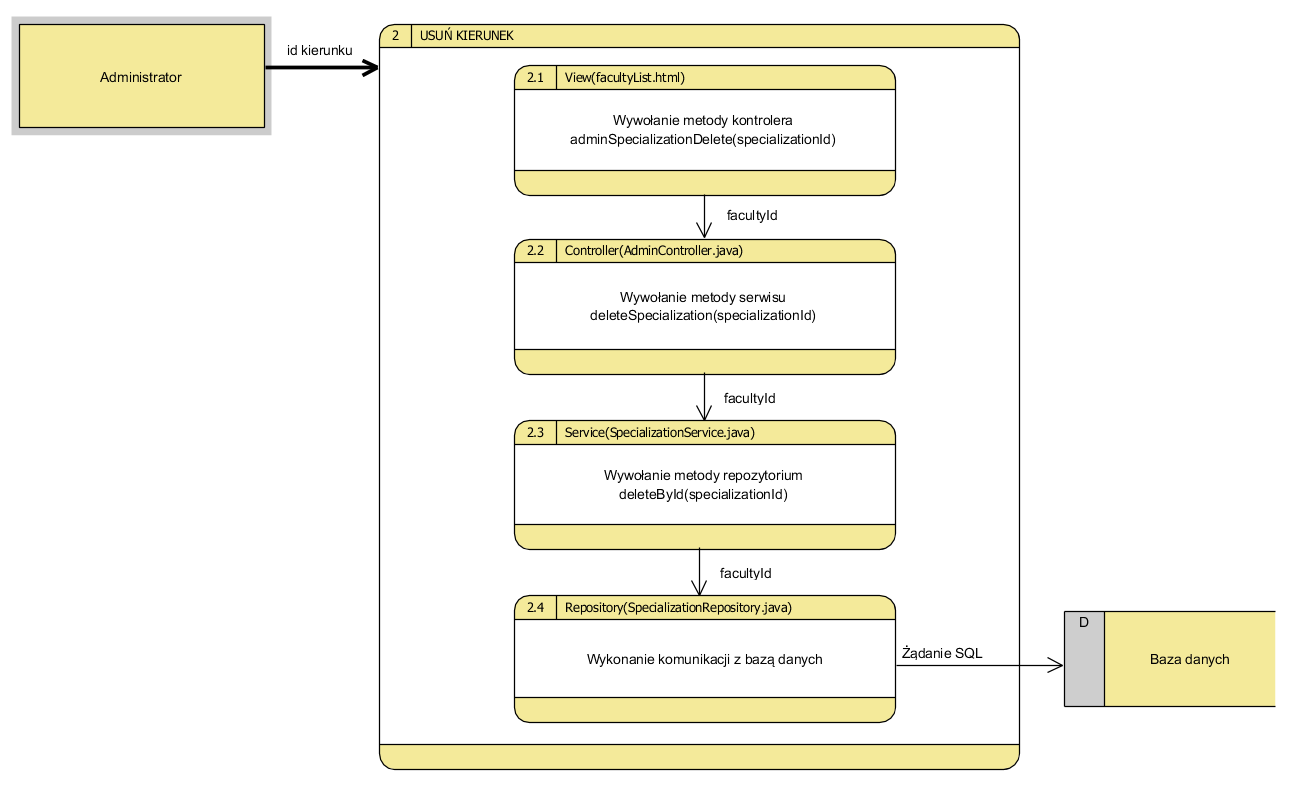 Administrator
id kierunku
2
USUŃ KIERUNEK
2.1
View(facultyList.html)
Wywołanie metody kontrolera
adminSpecializationDelete(specializationId)
facultyId
2.2
Controller(AdminController.java)
Wywołanie metody serwisu
deleteSpecialization(specializationId)
facultyId
2.3
Service(SpecializationService.java)
Wywołanie metody repozytorium
deleteById(specializationId)
facultyId
2.4
Repository(SpecializationRepository.java)
Wykonanie komunikacji z bazą danych
Żądanie SQL
D
Baza danych